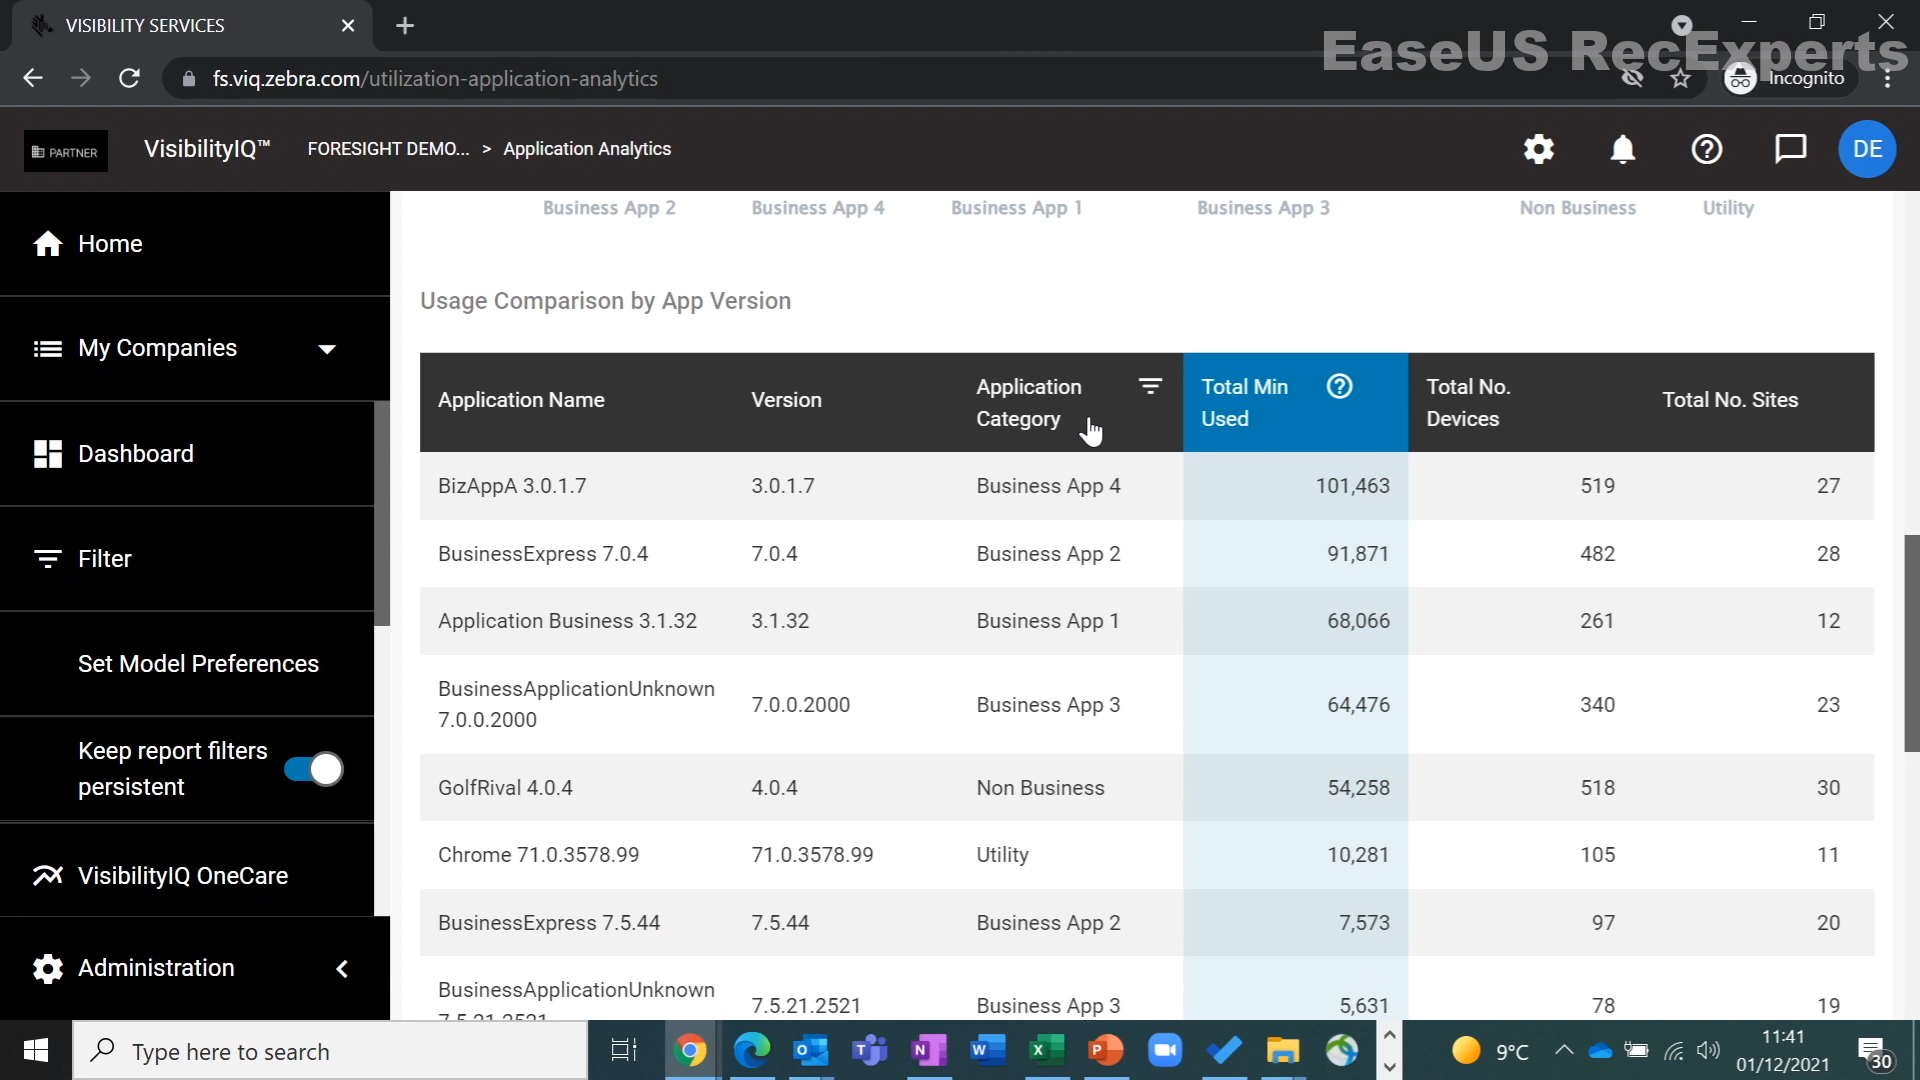 VISIBILITY SERVICES
EaseUS RecExperts
fs.viq.zebra.com/utilization-application-analytics
Incognito
PARTNER
VisibilityIQ™
FORESIGHT DEMO... > Application Analytics
DE
Home
My Companies
Dashboard
Filter
Set Model Preferences
Keep report filters
persistent
VisibilityIQ OneCare
Administration
Business App 2 Business App 4 Business App 1 Business App 3 Non Business Utility
Usage Comparison by App Version
Application Name Version Application Category Total Min Used Total No. Devices Total No. Sites
BizAppA 3.0.1.7 3.0.1.7 Business App 4 101,463 519 27
BusinessExpress 7.0.4 7.0.4 Business App 2 91,871 482 28
Application Business 3.1.32 3.1.32 Business App 1 68,066 261 12
BusinessApplicationUnknown
7.0.0.2000 7.0.0.2000 Business App 3 64,476 340 23
GolfRival 4.0.4 4.0.4 Non Business 54,258 518 30
Chrome 71.0.3578.99 71.0.3578.99 Utility 10,281 105 11
BusinessExpress 7.5.44 7.5.44 Business App 2 7,573 97 20
BusinessApplicationUnknown
7.5.21.2521 7.5.21.2521 Business App 3 5,631 78 19
Type here to search
9°C
11:41
01/12/2021
30